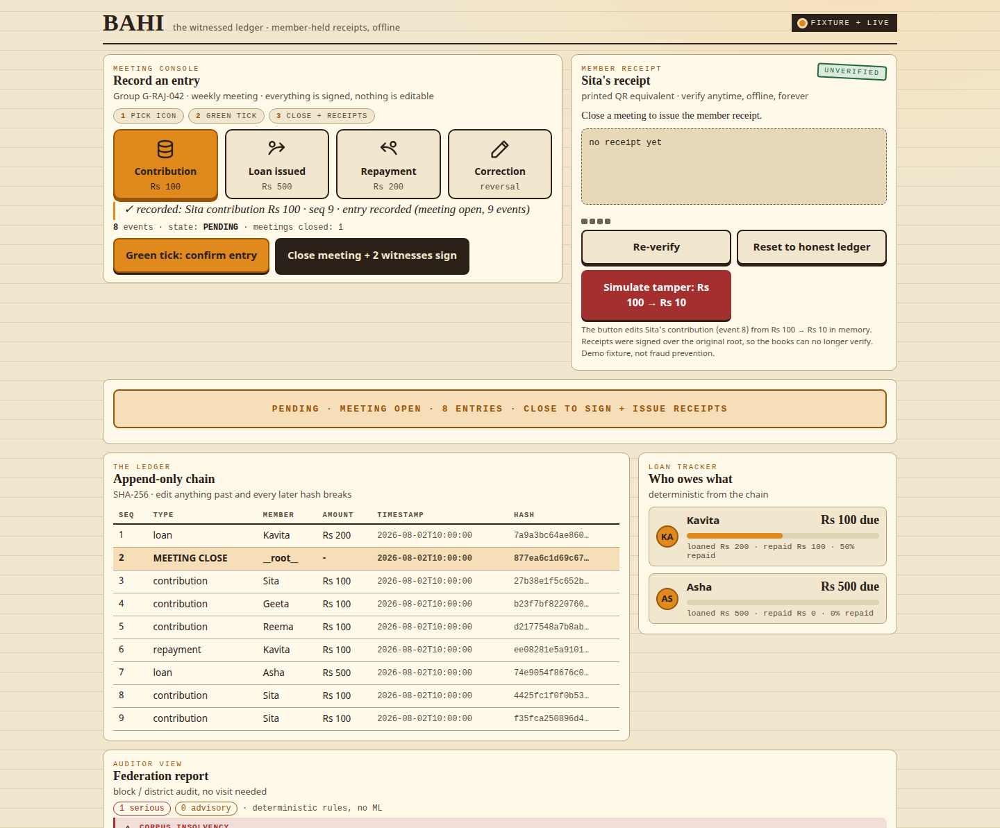 BAHI the witnessed ledger · member-held receipts, offline
FIXTURE + LIVE
MEETING CONSOLE
Record an entry
Group G-RAJ-042 · weekly meeting · everything is signed, nothing is editable
1 PICK ICON 2 GREEN TICK 3 CLOSE + RECEIPTS
Contribution
Rs 100
Loan issued
Rs 500
Repayment
Rs 200
Correction
reversal
✓ recorded: Sita contribution Rs 100 · seq 9 · entry recorded (meeting open, 9 events)
8 events · state: PENDING · meetings closed: 1
Green tick: confirm entry
Close meeting + 2 witnesses sign
MEMBER RECEIPT
UNVERIFIED
Sita's receipt
printed QR equivalent · verify anytime, offline, forever
Close a meeting to issue the member receipt.
no receipt yet
Re-verify
Reset to honest ledger
Simulate tamper: Rs
100 → Rs 10
The button edits Sita's contribution (event 8) from Rs 100 → Rs 10 in memory.
Receipts were signed over the original root, so the books can no longer verify.
Demo fixture, not fraud prevention.
PENDING · MEETING OPEN · 8 ENTRIES · CLOSE TO SIGN + ISSUE RECEIPTS
THE LEDGER
Append-only chain
SHA-256 · edit anything past and every later hash breaks
SEQ TYPE MEMBER AMOUNT TIMESTAMP HASH
1 loan Kavita Rs 200 2026-08-02T10:00:00 7a9a3bc64ae860…
2 MEETING CLOSE __root__ - 2026-08-02T10:00:00 877ea6c1d69c67…
3 contribution Sita Rs 100 2026-08-02T10:00:00 27b38e1f5c652b…
4 contribution Geeta Rs 100 2026-08-02T10:00:00 b23f7bf8220760…
5 contribution Reema Rs 100 2026-08-02T10:00:00 d2177548a7b8ab…
6 repayment Kavita Rs 100 2026-08-02T10:00:00 ee08281e5a9101…
7 loan Asha Rs 500 2026-08-02T10:00:00 74e9054f8676c0…
8 contribution Sita Rs 100 2026-08-02T10:00:00 4425fc1f0f0b53…
9 contribution Sita Rs 100 2026-08-02T10:00:00 f35fca250896d4…
LOAN TRACKER
Who owes what
deterministic from the chain
KA
Kavita Rs 100 due
loaned Rs 200 · repaid Rs 100 · 50%
repaid
AS
Asha Rs 500 due
loaned Rs 500 · repaid Rs 0 · 0% repaid
AUDITOR VIEW
Federation report
block / district audit, no visit needed
1 serious 0 advisory · deterministic rules, no ML
CORPUS INSOLVENCY